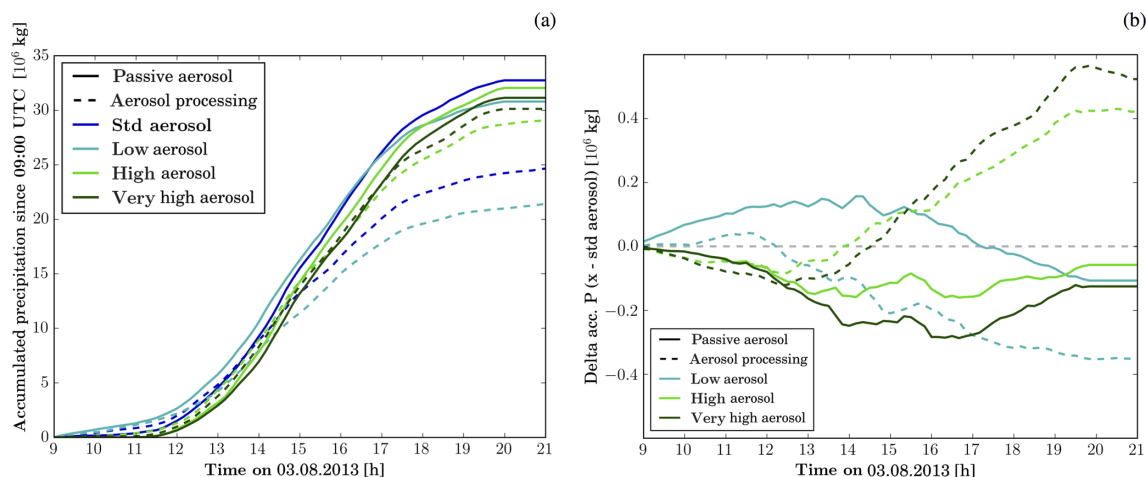 (a)
Accumulated precipitation since 09:00 UTC [10⁶ kg]
35
30
25
20
15
10
5
0
Passive aerosol
Aerosol processing
Std aerosol
Low aerosol
High aerosol
Very high aerosol
9 10 11 12 13 14 15 16 17 18 19 20 21
Time on 03.08.2013 [h]
(b)
Delta acc. P (x - std aerosol) [10⁶ kg]
0.4
0.2
0.0
−0.2
−0.4
Passive aerosol
Aerosol processing
Low aerosol
High aerosol
Very high aerosol
9 10 11 12 13 14 15 16 17 18 19 20 21
Time on 03.08.2013 [h]